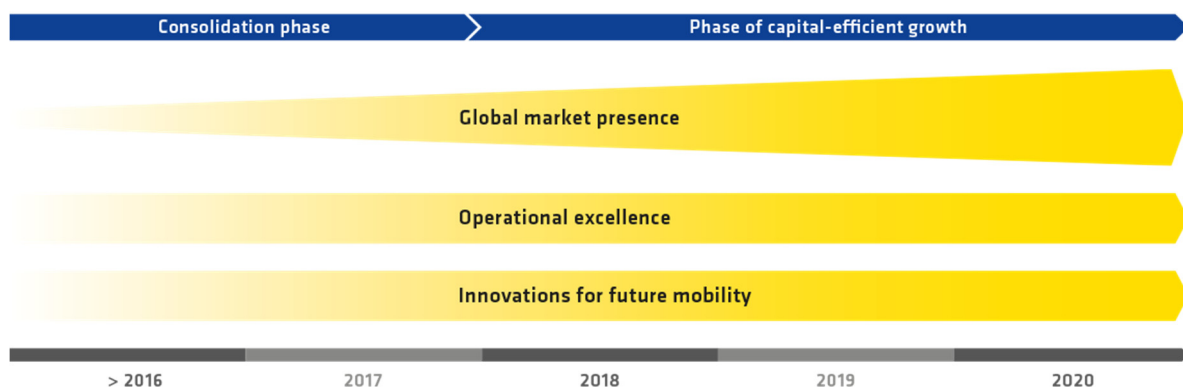 Consolidation phase
Phase of capital-efficient growth
Global market presence
Operational excellence
Innovations for future mobility
> 2016
2017
2018
2019
2020